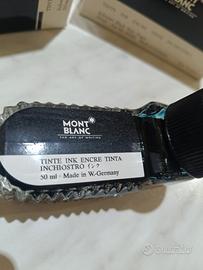 MONT
BLANC
THE ART OF WRITING
TINTE INK ENCRE TINTA
INCHIOSTRO インク
50 ml · Made in W.-Germany
subito